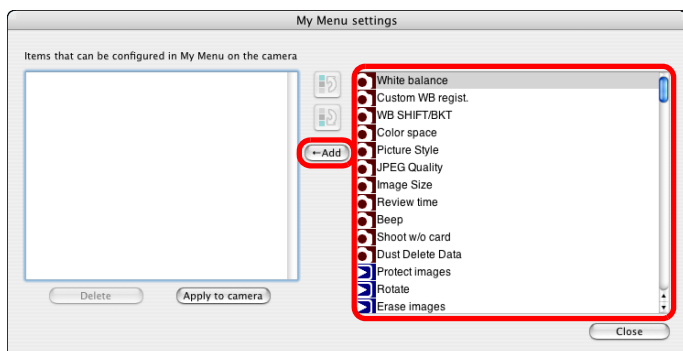 My Menu settings
Items that can be configured in My Menu on the camera
←Add
Delete
Apply to camera
White balance
Custom WB regist.
WB SHIFT/BKT
Color space
Picture Style
JPEG Quality
Image Size
Review time
Beep
Shoot w/o card
Dust Delete Data
Protect images
Rotate
Erase images
Close